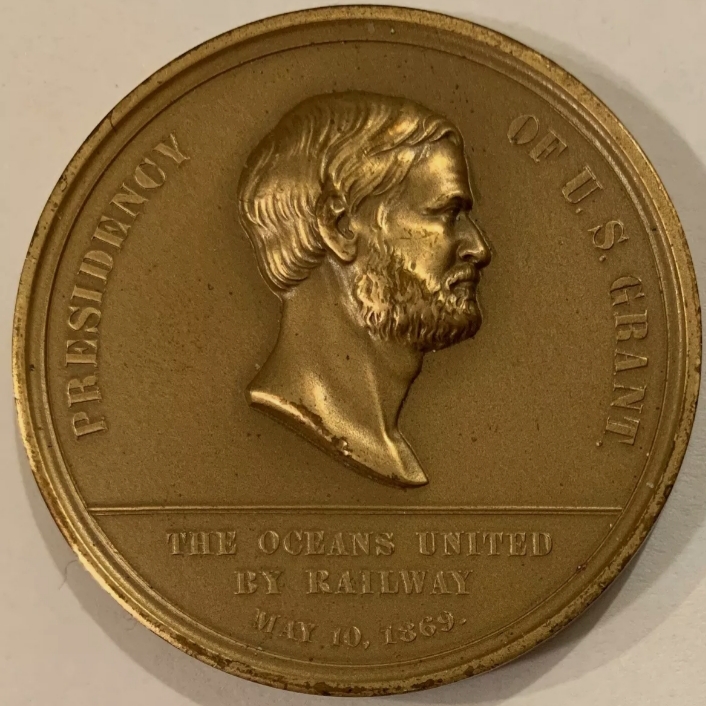 PRESIDENCY OF U.S. GRANT
THE OCEANS UNITED
BY RAILWAY
MAY 10, 1869.